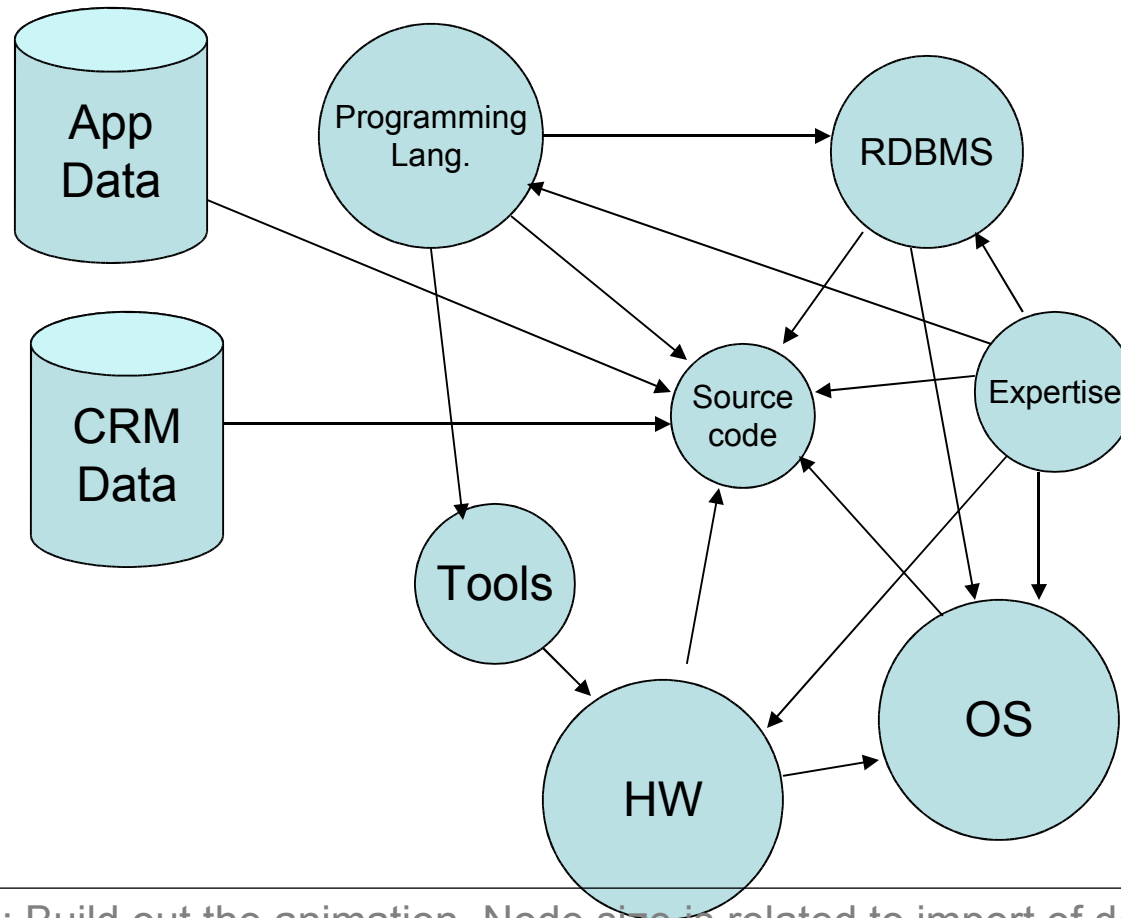 App
Data
Programming
Lang.
RDBMS
CRM
Data
Source
code
Expertise
Tools
OS
HW
: Build out the animation. Node size is related to import of d